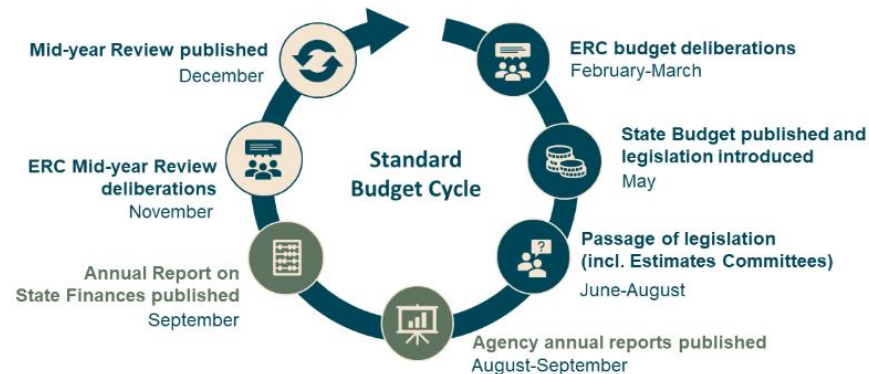 Standard
Budget Cycle
ERC budget deliberations
February-March
State Budget published and
legislation introduced
May
Passage of legislation
(incl. Estimates Committees)
June-August
Agency annual reports published
August-September
Annual Report on
State Finances published
September
ERC Mid-year Review
deliberations
November
Mid-year Review published
December
?